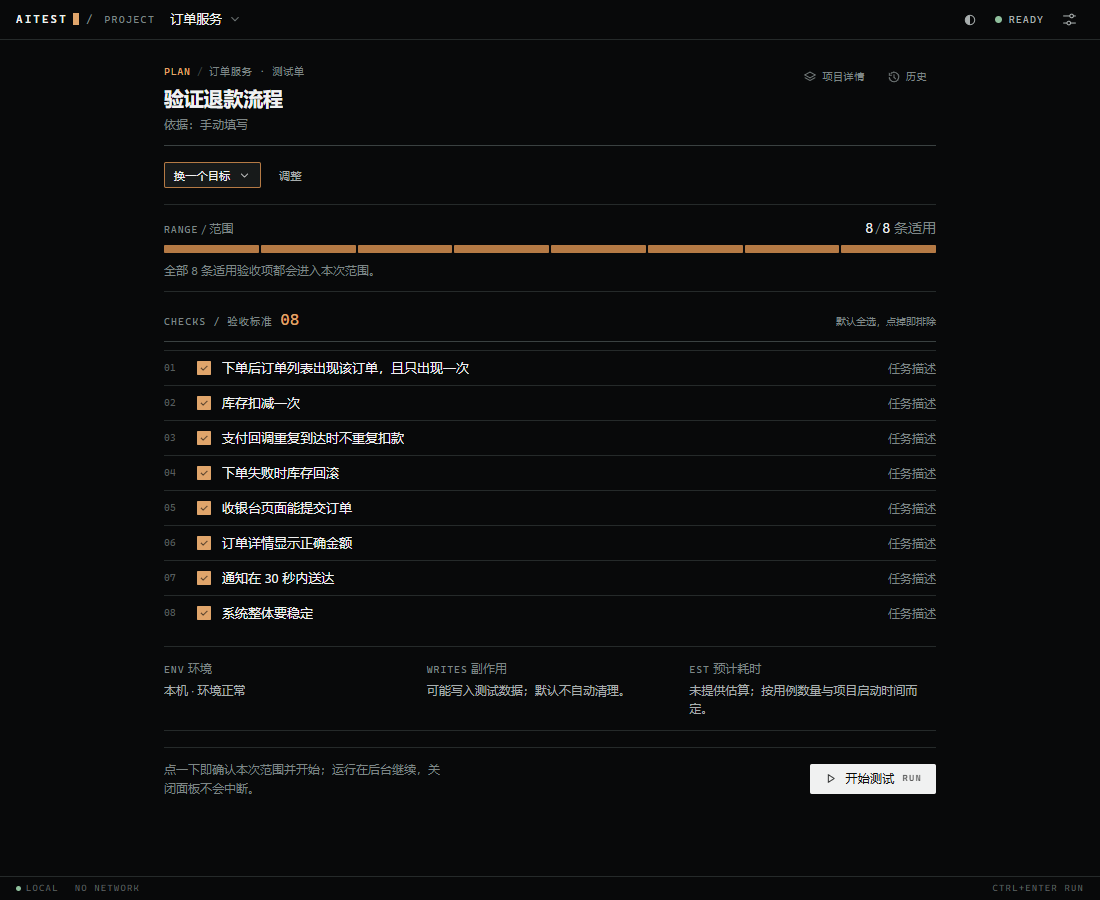 AITEST / PROJECT 订单服务
READY
PLAN / 订单服务 · 测试单
项目详情 历史
验证退款流程
依据：手动填写
换一个目标 调整
RANGE / 范围 8/8 条适用
全部 8 条适用验收项都会进入本次范围。
CHECKS / 验收标准 08 默认全选，点掉即排除
01 下单后订单列表出现该订单，且只出现一次 任务描述
02 库存扣减一次 任务描述
03 支付回调重复到达时不重复扣款 任务描述
04 下单失败时库存回滚 任务描述
05 收银台页面能提交订单 任务描述
06 订单详情显示正确金额 任务描述
07 通知在 30 秒内送达 任务描述
08 系统整体要稳定 任务描述
ENV 环境 WRITES 副作用 EST 预计耗时
本机 · 环境正常 可能写入测试数据；默认不自动清理。 未提供估算；按用例数量与项目启动时间而
定。
点一下即确认本次范围并开始；运行在后台继续，关
闭面板不会中断。
开始测试 RUN
LOCAL NO NETWORK CTRL+ENTER RUN